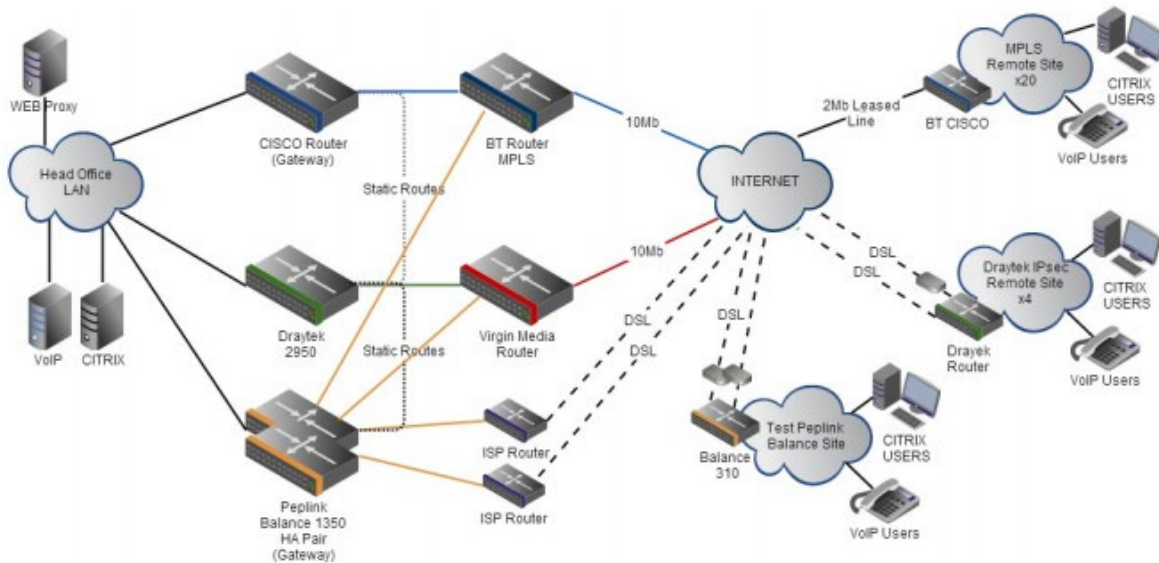 WEB Proxy
Head Office
LAN
VoIP
CITRIX
CISCO Router
(Gateway)
BT Router
MPLS
Static Routes
10Mb
Draytek
2950
Virgin Media
Router
10Mb
Static Routes
Peplink
Balance 1350
HA Pair
(Gateway)
ISP Router
ISP Router
DSL
DSL
INTERNET
2Mb Leased
Line
BT CISCO
MPLS
Remote Site
x20
CITRIX
USERS
VoIP Users
DSL
DSL
Draytek IPsec
Remote Site
x4
CITRIX
USERS
Drayek
Router
VoIP Users
DSL
Balance
310
Test Peplink
Balance Site
CITRIX
USERS
VoIP Users